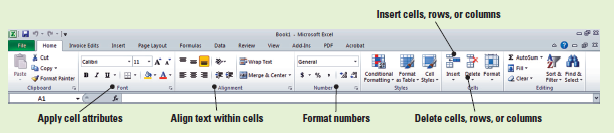 Insert cells, rows, or columns
Book1 - Microsoft Excel
File Home Invoice Edits Insert Page Layout Formulas Data Review View Add-Ins PDF Acrobat
Cut
Copy
Format Painter
Paste
Clipboard
Calibri 11 A A
B I U A
Font
Wrap Text
Merge & Center
Alignment
General
$ % ,
Number
Conditional Formatting
Format as Table
Cell Styles
Styles
Insert Delete Format
Cells
AutoSum
Fill
Clear
Sort & Filter
Find & Select
Editing
A1 fx
Apply cell attributes
Align text within cells
Format numbers
Delete cells, rows, or columns